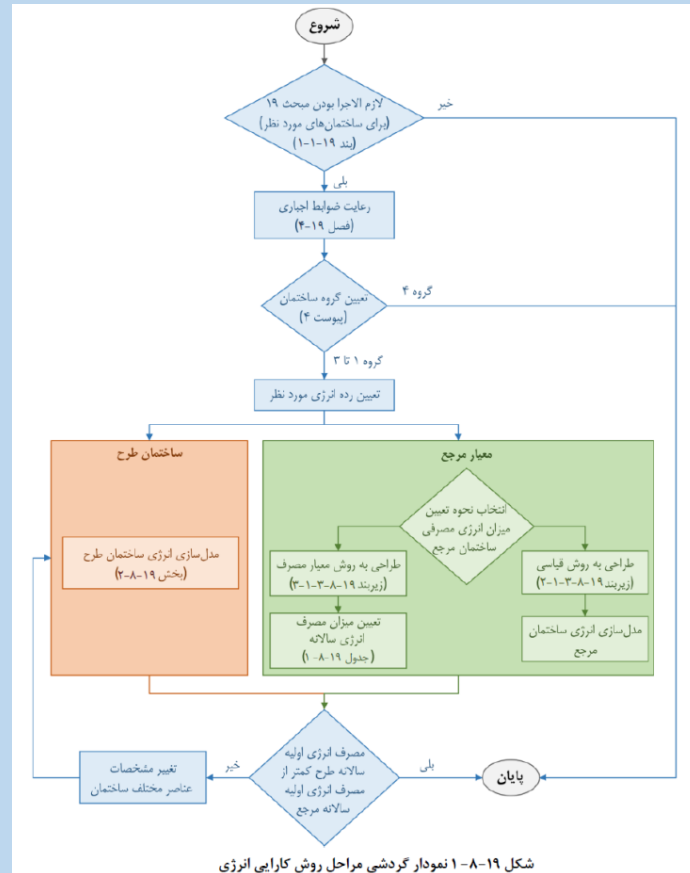 شروع
لازم الاجرا بودن مبحث ۱۹
(برای ساختمان‌های مورد نظر)
(بند ۱۹-۱-۱)
خیر
بلی
رعایت ضوابط اجباری
(فصل ۱۹-۴)
تعیین گروه ساختمان
(پیوست ۴)
گروه ۴
گروه ۱ تا ۳
تعیین رده انرژی مورد نظر
معیار مرجع
انتخاب نحوه تعیین
میزان انرژی مصرفی
ساختمان مرجع
طراحی به روش قیاسی
(زیربند ۱۹-۸-۳-۱-۲)
مدل‌سازی انرژی ساختمان
مرجع
طراحی به روش معیار مصرف
(زیربند ۱۹-۸-۳-۱-۳)
تعیین میزان مصرف
انرژی سالانه
(جدول ۱۹-۸-۱)
ساختمان طرح
مدل‌سازی انرژی ساختمان طرح
(بخش ۱۹-۸-۲)
مصرف انرژی اولیه
سالانه طرح کمتر از
مصرف انرژی اولیه
سالانه مرجع
بلی
پایان
خیر
تغییر مشخصات
عناصر مختلف ساختمان
شکل ۱۹-۸-۱ نمودار گردشی مراحل روش کارایی انرژی